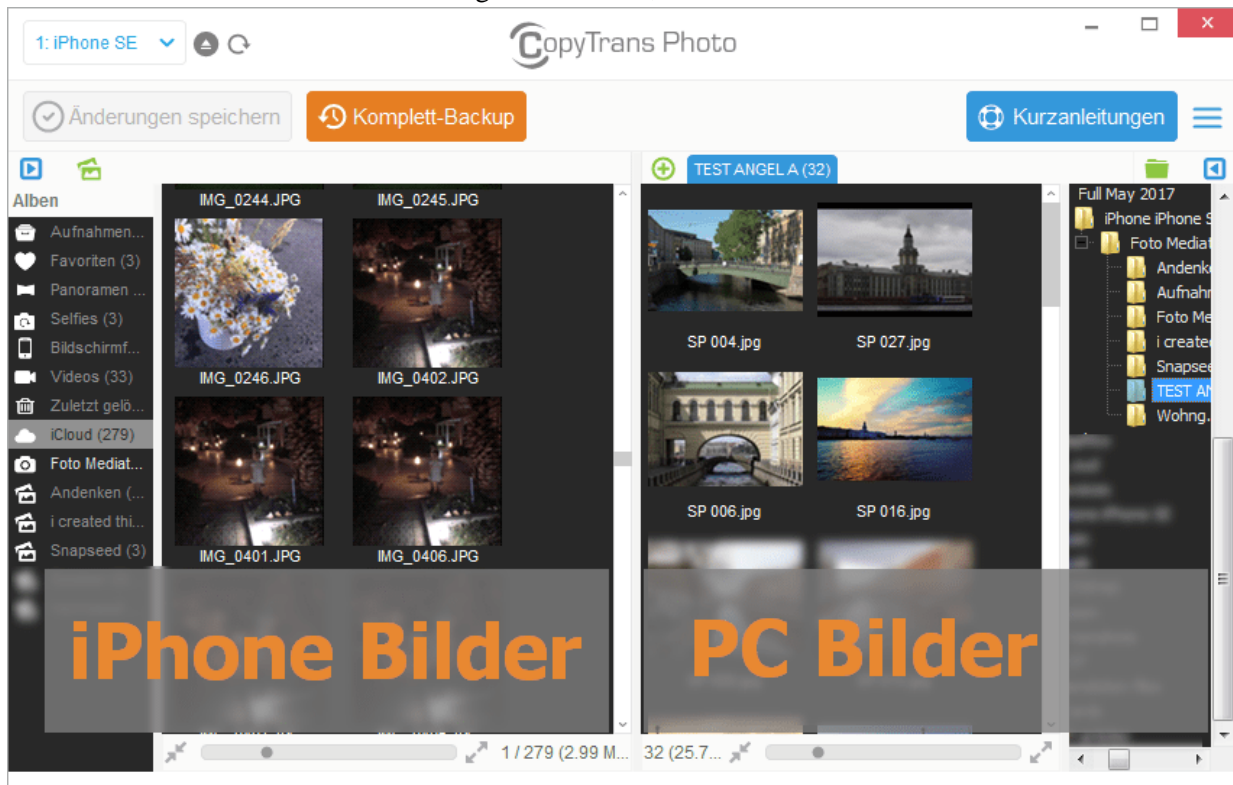 1: iPhone SE
CopyTrans Photo
Änderungen speichern
Komplett-Backup
Kurzanleitungen
TEST ANGEL A (32)
Alben
Aufnahmen...
Favoriten (3)
Panoramen ...
Selfies (3)
Bildschirmf...
Videos (33)
Zuletzt gelö...
iCloud (279)
Foto Mediat...
Andenken (...
i created thi...
Snapseed (3)
IMG_0244.JPG
IMG_0245.JPG
IMG_0246.JPG
IMG_0402.JPG
IMG_0401.JPG
IMG_0406.JPG
SP 004.jpg
SP 027.jpg
SP 006.jpg
SP 016.jpg
Full May 2017
iPhone iPhone S
Foto Mediat
Andenk
Aufnahr
Foto Me
i created
Snapsee
TEST AN
Wohng.
iPhone Bilder
PC Bilder
1 / 279 (2.99 M...
32 (25.7...